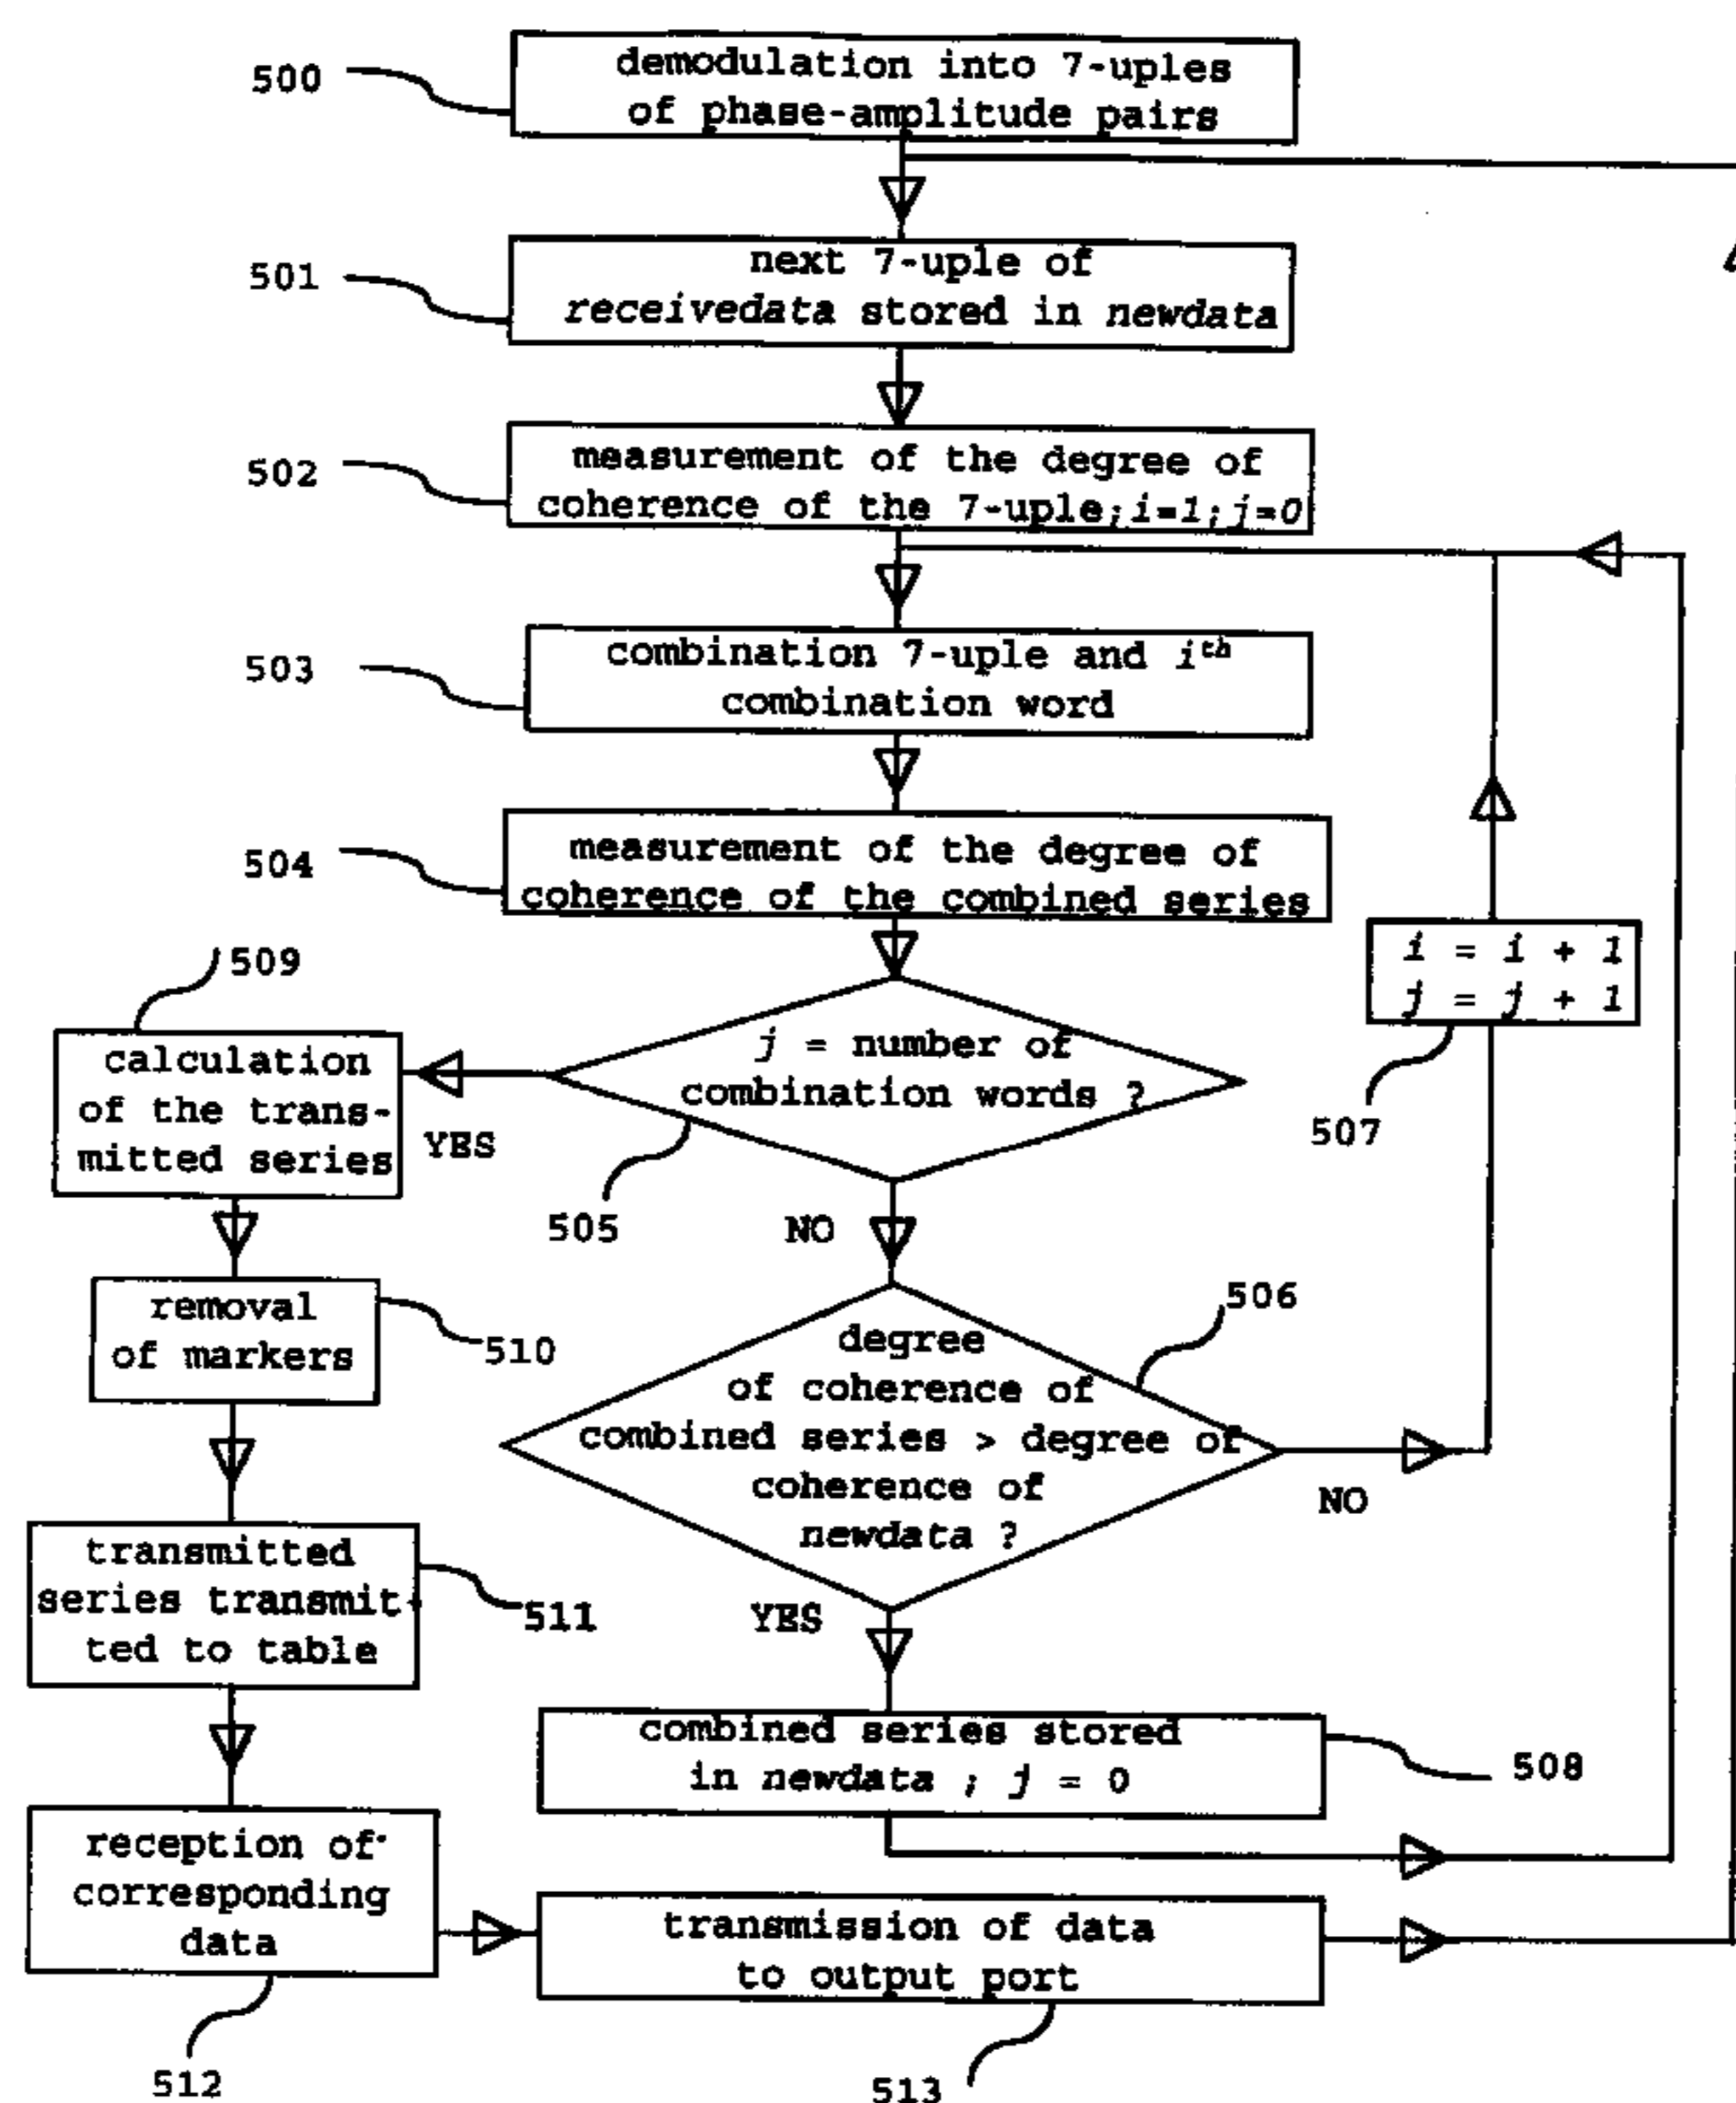 500
demodulation into 7-uples
of phase-amplitude pairs
501
next 7-uple of
receivedata stored in newdata
502
measurement of the degree of
coherence of the 7-uple;i=1;j=0
503
combination 7-uple and iᵗʰ
combination word
504
measurement of the degree of
coherence of the combined series
i = i + 1
j = j + 1
507
509
calculation
of the trans-
mitted series
YES
j = number of
combination words ?
505
NO
removal
of markers
510
506
degree
of coherence of
combined series > degree of
coherence of
newdata ?
NO
YES
transmitted
series transmit-
ted to table
511
combined series stored
in newdata ; j = 0
508
reception of
corresponding
data
512
transmission of data
to output port
513